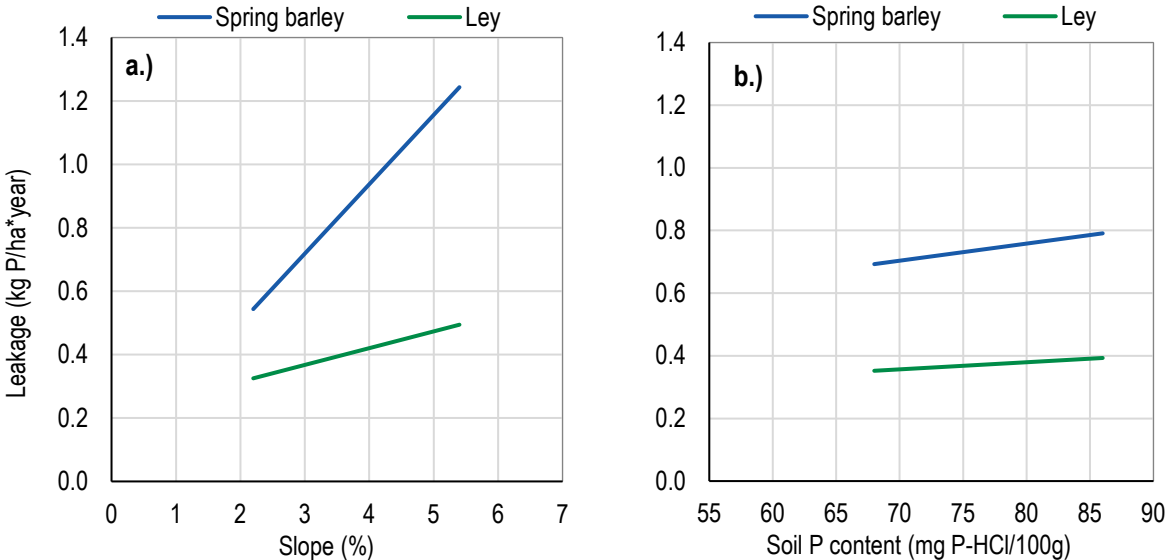 Spring barley Ley
a.)
Leakage (kg P/ha*year)
1.4
1.2
1.0
0.8
0.6
0.4
0.2
0.0
0 1 2 3 4 5 6 7
Slope (%)
Spring barley Ley
b.)
1.4
1.2
1.0
0.8
0.6
0.4
0.2
0.0
55 60 65 70 75 80 85 90
Soil P content (mg P-HCl/100g)